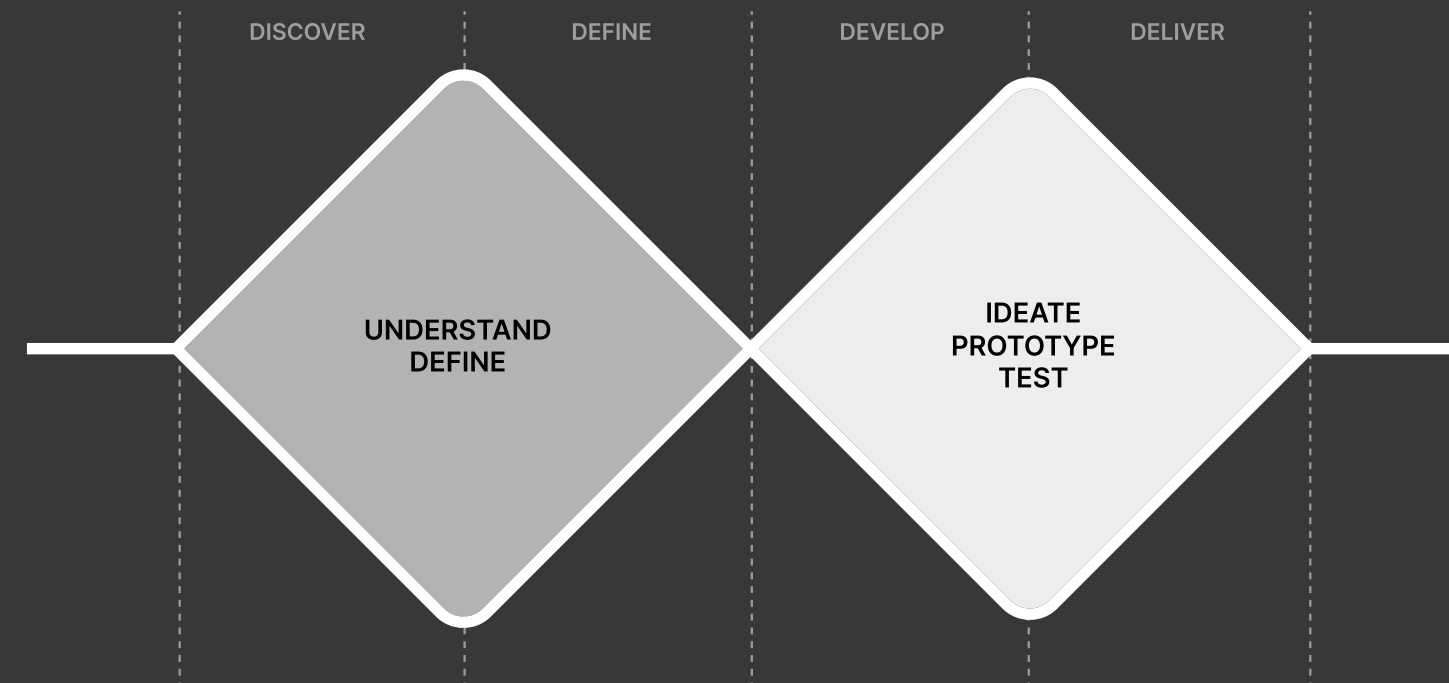 DISCOVER
DEFINE
DEVELOP
DELIVER
UNDERSTAND
DEFINE
IDEATE
PROTOTYPE
TEST